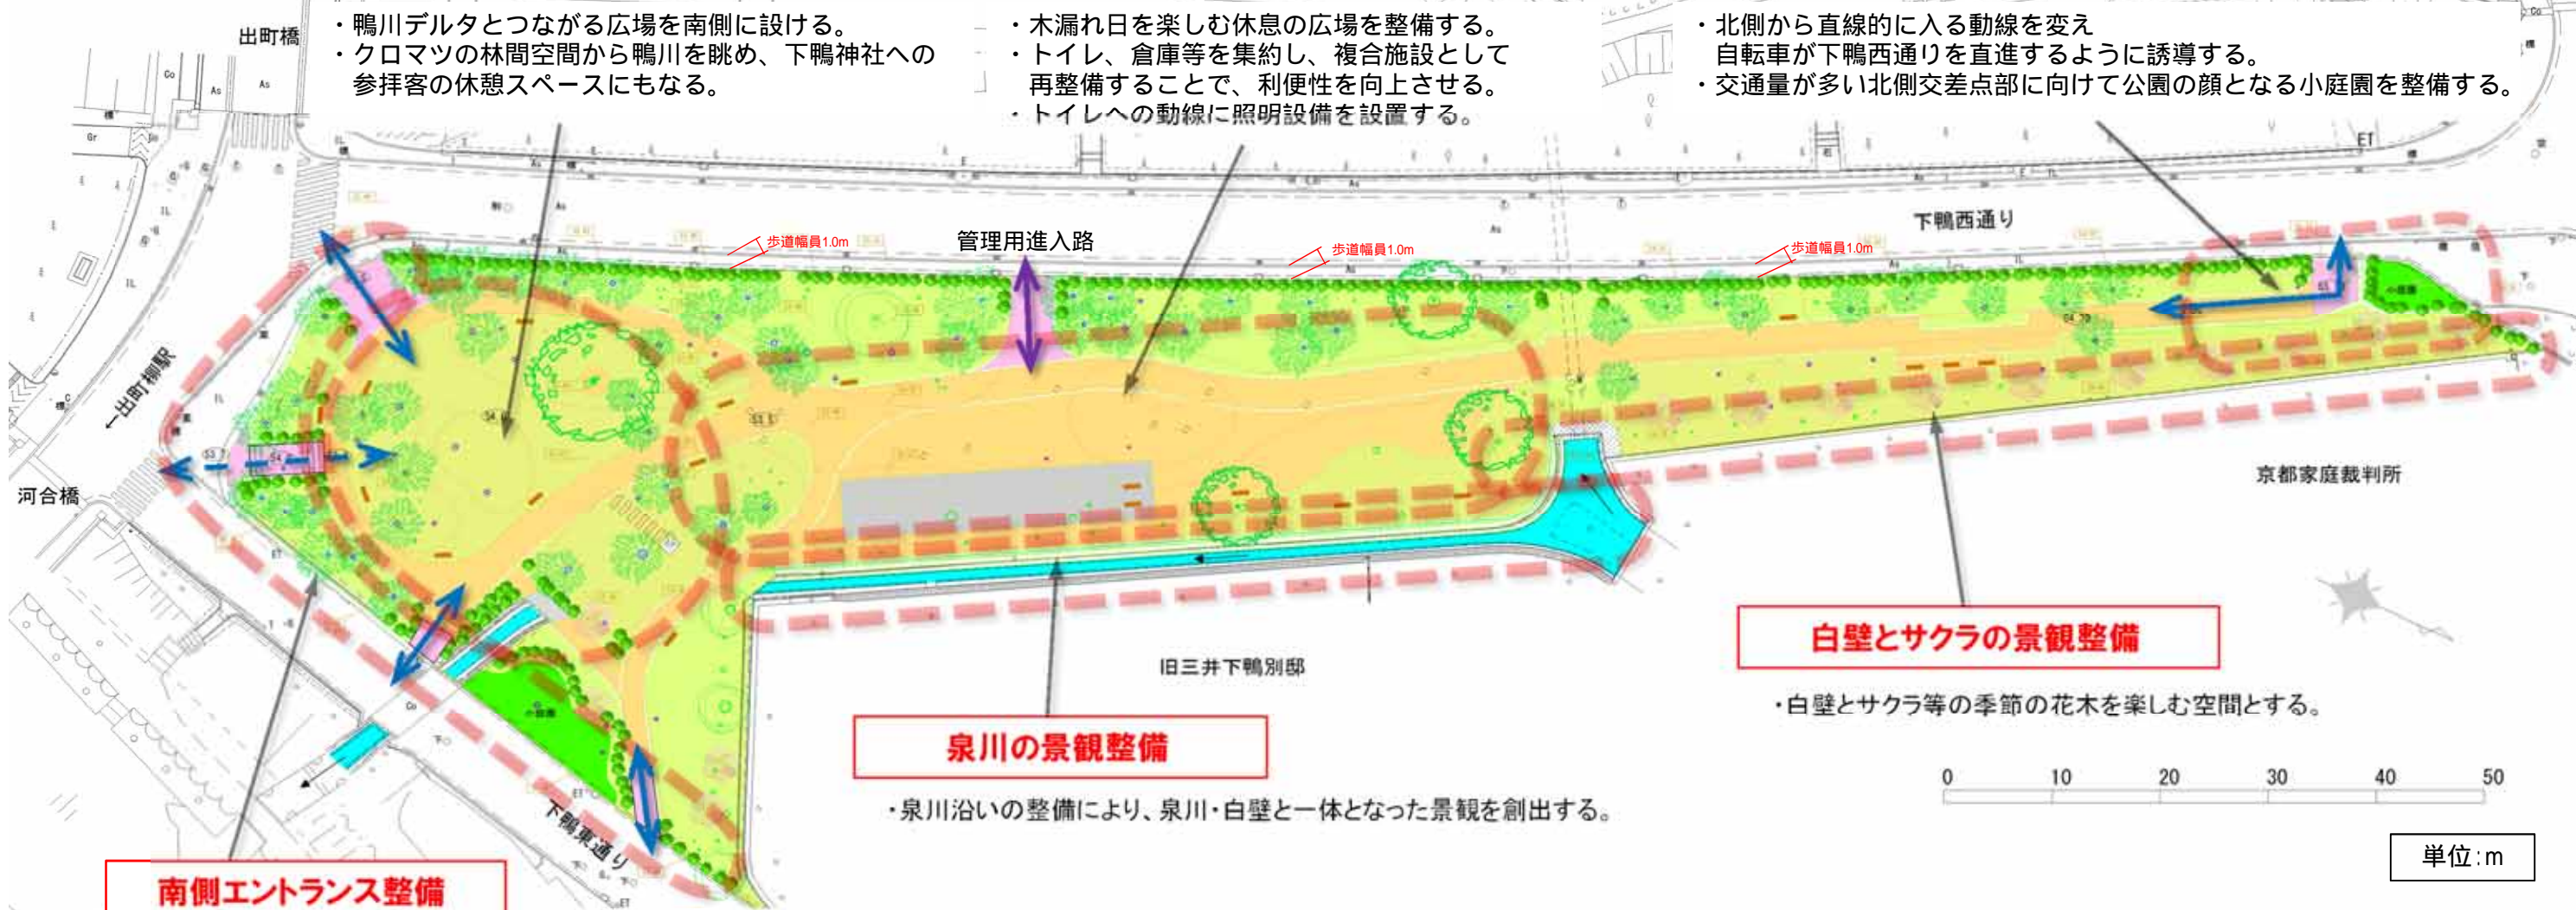 ・鴨川デルタとつながる広場を南側に設ける。
・クロマツの林間空間から鴨川を眺め、下鴨神社への
参拝客の休憩スペースにもなる。
・木漏れ日を楽しむ休息の広場を整備する。
・トイレ、倉庫等を集約し、複合施設として
再整備することで、利便性を向上させる。
・トイレへの動線に照明設備を設置する。
・北側から直線的に入る動線を変え
自転車が下鴨西通りを直進するように誘導する。
・交通量が多い北側交差点部に向けて公園の顔となる小庭園を整備する。
出町橋
下鴨西通り
歩道幅員1.0m
管理用進入路
歩道幅員1.0m
歩道幅員1.0m
小庭園
←出町柳駅
河合橋
京都家庭裁判所
旧三井下鴨別邸
白壁とサクラの景観整備
・白壁とサクラ等の季節の花木を楽しむ空間とする。
泉川の景観整備
・泉川沿いの整備により、泉川・白壁と一体となった景観を創出する。
小庭園
下鴨東通り
0 10 20 30 40 50
単位:m
南側エントランス整備